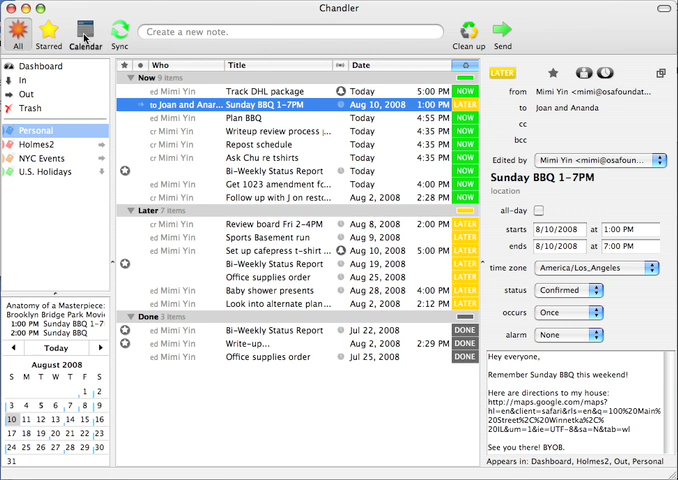 Chandler
All
Starred
Calendar
Sync
Create a new note.
Clean up
Send
Dashboard
In
Out
Trash
Personal
Holmes2
NYC Events
U.S. Holidays
Anatomy of a Masterpiece:
Brooklyn Bridge Park Movie
1:00 PM Sunday BBQ 1-7
2:00 PM Sunday BBQ
Today
August 2008
S M T W T F S
1 2
3 4 5 6 7 8 9
10 11 12 13 14 15 16
17 18 19 20 21 22 23
24 25 26 27 28 29 30
31
Who Title Date
Now 9 items
ed Mimi Yin Track DHL package Today 5:00 PM NOW
to Joan and Anar... Sunday BBQ 1-7PM Aug 10, 2008 1:00 PM LATER
ed Mimi Yin Plan BBQ Today 4:55 PM NOW
cr Mimi Yin Writeup review process ;... Today 4:35 PM NOW
cr Mimi Yin Repost schedule Today 4:35 PM NOW
cr Mimi Yin Ask Chu re tshirts Today 4:35 PM NOW
ed Mimi Yin Bi-Weekly Status Report Today NOW
ed Mimi Yin Get 1023 amendment fo... Today 4:00 PM NOW
cr Mimi Yin Follow up with J on resto... Aug 2, 2008 2:28 PM NOW
Later 7 items
ed Mimi Yin Review board Fri 2-4PM Aug 8, 2008 2:00 PM LATER
ed Mimi Yin Sports Basement run Aug 9, 2008 LATER
ed Mimi Yin Set up cafepress t-shirt ... Aug 10, 2008 5:00 PM LATER
ed Mimi Yin Bi-Weekly Status Report Aug 19, 2008 LATER
Office supplies order Aug 25, 2008 LATER
ed Mimi Yin Baby shower presents Aug 28, 2008 4:00 PM LATER
ed Mimi Yin Look into alternate plan... Aug 2, 2008 2:12 PM LATER
Done 3 items
ed Mimi Yin Bi-Weekly Status Report Jul 22, 2008 DONE
ed Mimi Yin Write-up... Aug 2, 2008 2:29 PM DONE
ed Mimi Yin Office supplies order Jul 25, 2008 DONE
LATER
from Mimi Yin <mimi@osafoundat...
to Joan and Ananda
cc
bcc
Edited by Mimi Yin <mimi@osafoun...
Sunday BBQ 1-7PM
location
all-day
starts 8/10/2008 at 1:00 PM
ends 8/10/2008 at 7:00 PM
time zone America/Los_Angeles
status Confirmed
occurs Once
alarm None
Hey everyone,
Remember Sunday BBQ this weekend!
Here are directions to my house:
http://maps.google.com/maps?
hl=en&client=safari&rls=en&q=100%20Main%
20Street%2C%20Winnetka%2C%
20IL&um=1&ie=UTF-8&sa=N&tab=wl
See you there! BYOB.
Appears in: Dashboard, Holmes2, Out, Personal